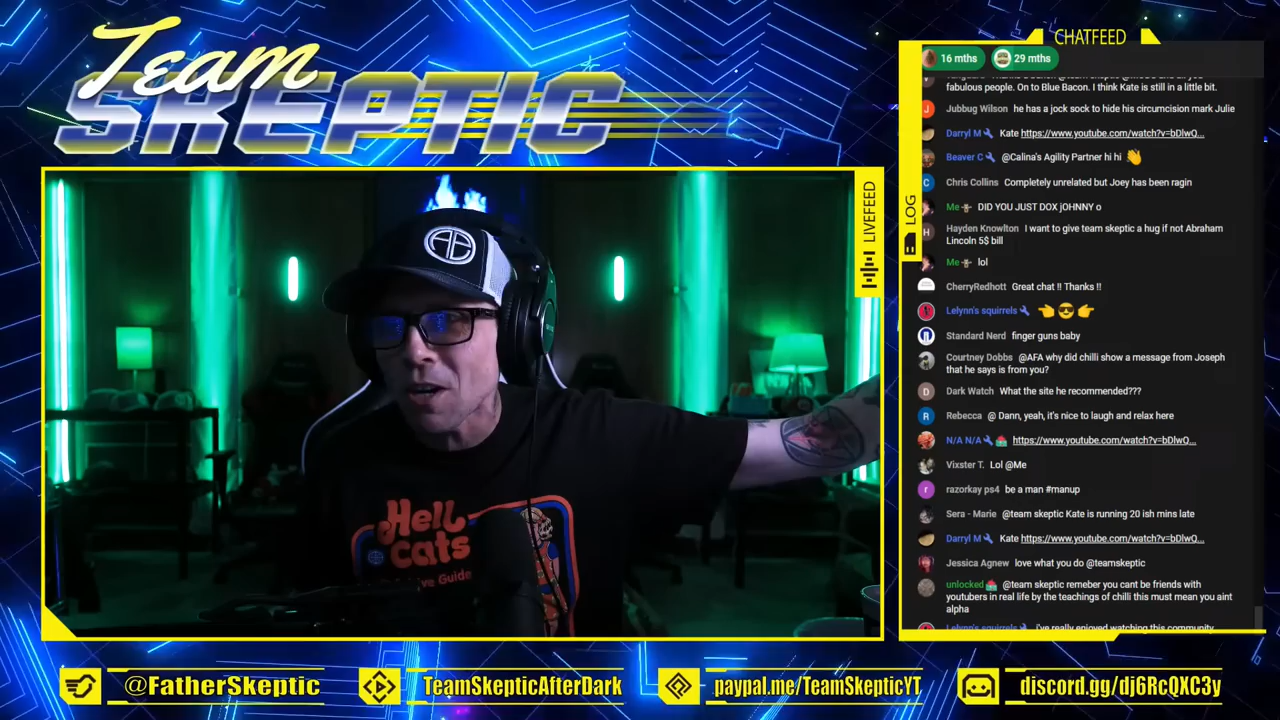 Team
SKEPTIC
LIVEFEED
Hell
cats
ive Guide
CHATFEED
LOG
16 mths
29 mths
fabulous people. On to Blue Bacon. I think Kate is still in a little bit.
Jubbug Wilson he has a jock sock to hide his circumcision mark Julie
Darryl M Kate https://www.youtube.com/watch?v=bDlwQ...
Beaver C @Calina's Agility Partner hi hi
Chris Collins Completely unrelated but Joey has been ragin
Me DID YOU JUST DOX jOHNNY o
Hayden Knowlton I want to give team skeptic a hug if not Abraham
Lincoln 5$ bill
Me lol
CherryRedhott Great chat !! Thanks !!
Lelynn's squirrels
Standard Nerd finger guns baby
Courtney Dobbs @AFA why did chilli show a message from Joseph
that he says is from you?
Dark Watch What the site he recommended???
Rebecca @ Dann, yeah, it's nice to laugh and relax here
N/A N/A https://www.youtube.com/watch?v=bDlwQ...
Vixster T. Lol @Me
razorkay ps4 be a man #manup
Sera - Marie @team skeptic Kate is running 20 ish mins late
Darryl M Kate https://www.youtube.com/watch?v=bDlwQ...
Jessica Agnew love what you do @teamskeptic
unlocked @team skeptic remeber you cant be friends with
youtubers in real life by the teachings of chilli this must mean you aint
alpha
Lelynn's squirrels i've really enjoyed watching this community
@FatherSkeptic
TeamSkepticAfterDark
paypal.me/TeamSkepticYT
discord.gg/dj6RcQXC3y